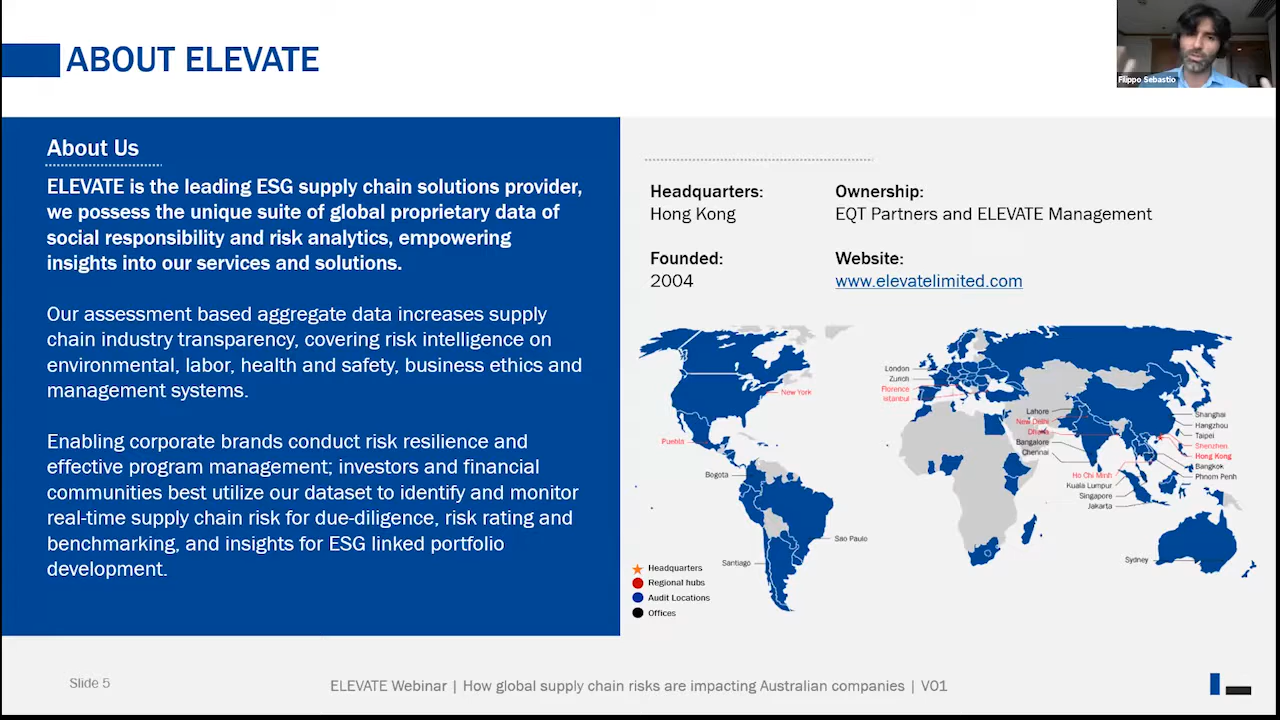 ABOUT ELEVATE
Filippo Sebastio
About Us
ELEVATE is the leading ESG supply chain solutions provider,
we possess the unique suite of global proprietary data of
social responsibility and risk analytics, empowering
insights into our services and solutions.
Our assessment based aggregate data increases supply
chain industry transparency, covering risk intelligence on
environmental, labor, health and safety, business ethics and
management systems.
Enabling corporate brands conduct risk resilience and
effective program management; investors and financial
communities best utilize our dataset to identify and monitor
real-time supply chain risk for due-diligence, risk rating and
benchmarking, and insights for ESG linked portfolio
development.
Headquarters:
Hong Kong
Ownership:
EQT Partners and ELEVATE Management
Founded:
2004
Website:
www.elevatelimited.com
New York
Puebla
Bogota
Sao Paulo
Santiago
London
Zurich
Florence
Istanbul
Lahore
New Delhi
Dhaka
Bangalore
Chennai
Ho Chi Minh
Kuala Lumpur
Singapore
Jakarta
Shanghai
Hangzhou
Taipei
Shenzhen
Hong Kong
Bangkok
Phnom Penh
Sydney
Headquarters
Regional hubs
Audit Locations
Offices
Slide 5
ELEVATE Webinar | How global supply chain risks are impacting Australian companies | V01